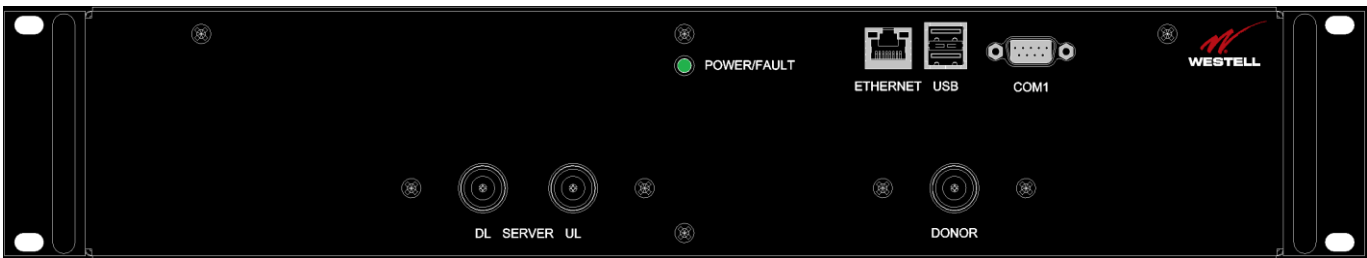 POWER/FAULT
ETHERNET USB COM1
WESTELL
DL SERVER UL
DONOR